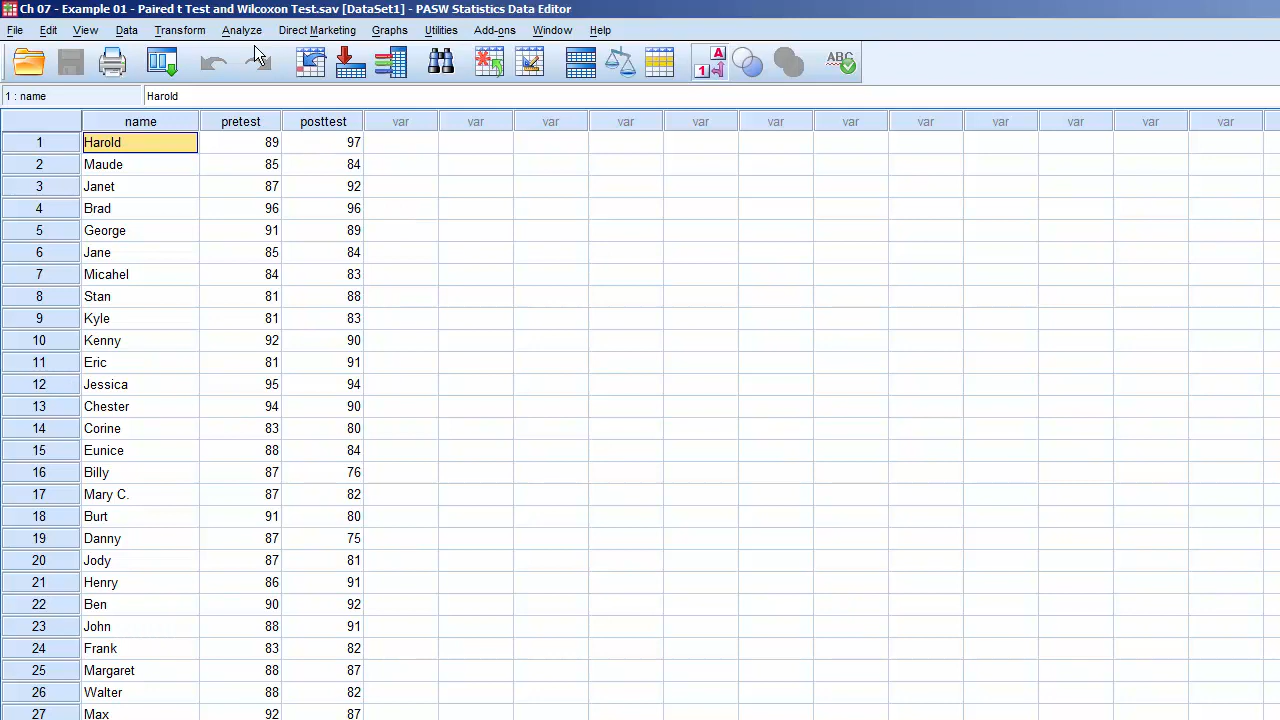 Ch 07 - Example 01 - Paired t Test and Wilcoxon Test.sav [DataSet1] - PASW Statistics Data Editor
File Edit View Data Transform Analyze Direct Marketing Graphs Utilities Add-ons Window Help
A
1
ABC
1 : name Harold
name pretest posttest var var var var var var var var var var var var
1 Harold 89 97
2 Maude 85 84
3 Janet 87 92
4 Brad 96 96
5 George 91 89
6 Jane 85 84
7 Micahel 84 83
8 Stan 81 88
9 Kyle 81 83
10 Kenny 92 90
11 Eric 81 91
12 Jessica 95 94
13 Chester 94 90
14 Corine 83 80
15 Eunice 88 84
16 Billy 87 76
17 Mary C. 87 82
18 Burt 91 80
19 Danny 87 75
20 Jody 87 81
21 Henry 86 91
22 Ben 90 92
23 John 88 91
24 Frank 83 82
25 Margaret 88 87
26 Walter 88 82
27 Max 92 87